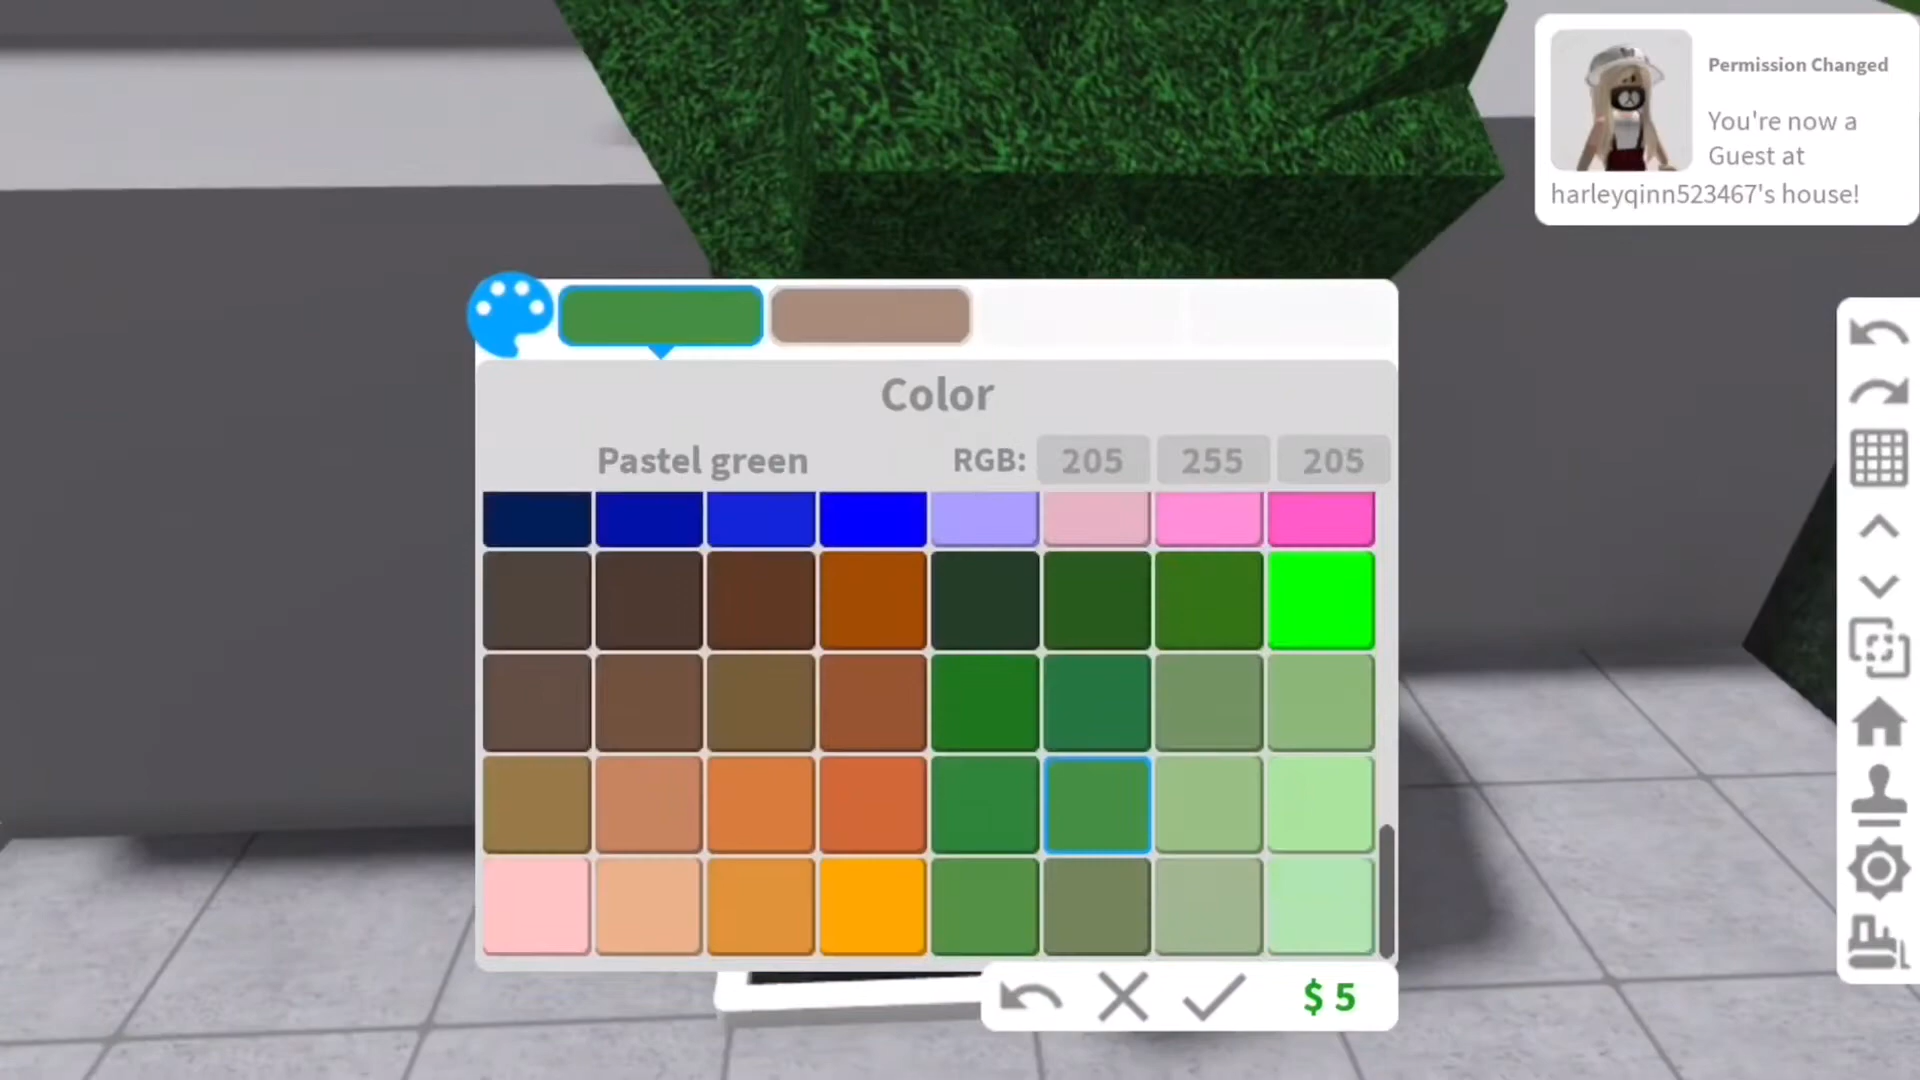 Permission Changed
You're now a
Guest at
harleyqinn523467's house!
Color
Pastel green RGB: 205 255 205
$ 5